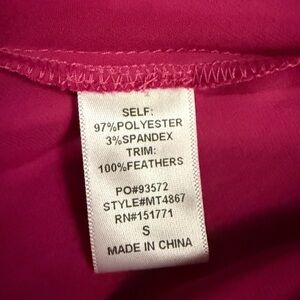 SELF:
97%POLYESTER
3%SPANDEX
TRIM:
100%FEATHERS
PO#93572
STYLE#MT4867
RN#151771
S
MADE IN CHINA